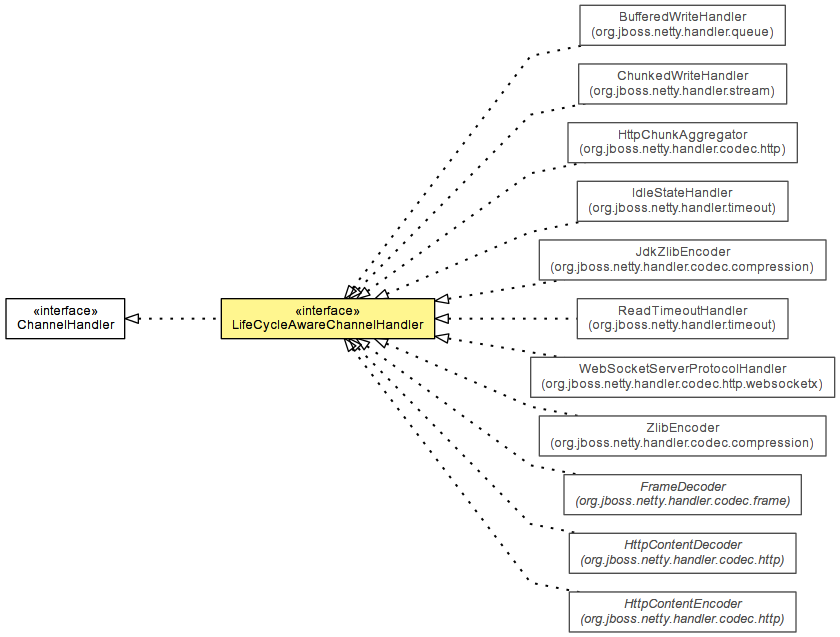 BufferedWriteHandler
(org.jboss.netty.handler.queue)
ChunkedWriteHandler
(org.jboss.netty.handler.stream)
HttpChunkAggregator
(org.jboss.netty.handler.codec.http)
IdleStateHandler
(org.jboss.netty.handler.timeout)
JdkZlibEncoder
(org.jboss.netty.handler.codec.compression)
«interface»
ChannelHandler
«interface»
LifeCycleAwareChannelHandler
ReadTimeoutHandler
(org.jboss.netty.handler.timeout)
WebSocketServerProtocolHandler
(org.jboss.netty.handler.codec.http.websocketx)
ZlibEncoder
(org.jboss.netty.handler.codec.compression)
FrameDecoder
(org.jboss.netty.handler.codec.frame)
HttpContentDecoder
(org.jboss.netty.handler.codec.http)
HttpContentEncoder
(org.jboss.netty.handler.codec.http)